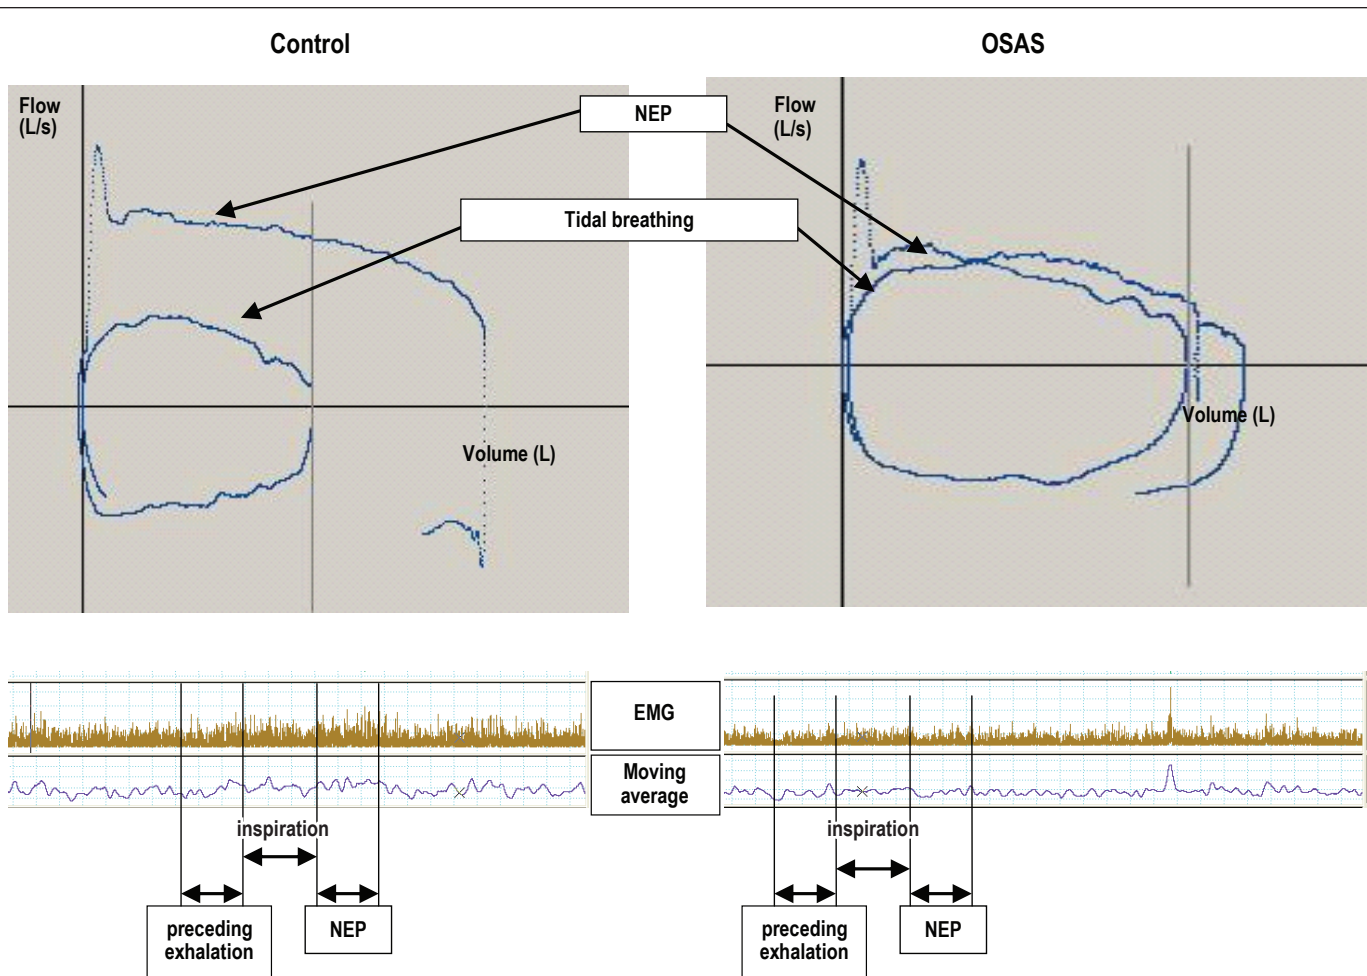 Control
OSAS
Flow
(L/s)
NEP
Flow
(L/s)
Tidal breathing
Volume (L)
Volume (L)
EMG
Moving
average
inspiration
inspiration
preceding
exhalation
NEP
preceding
exhalation
NEP